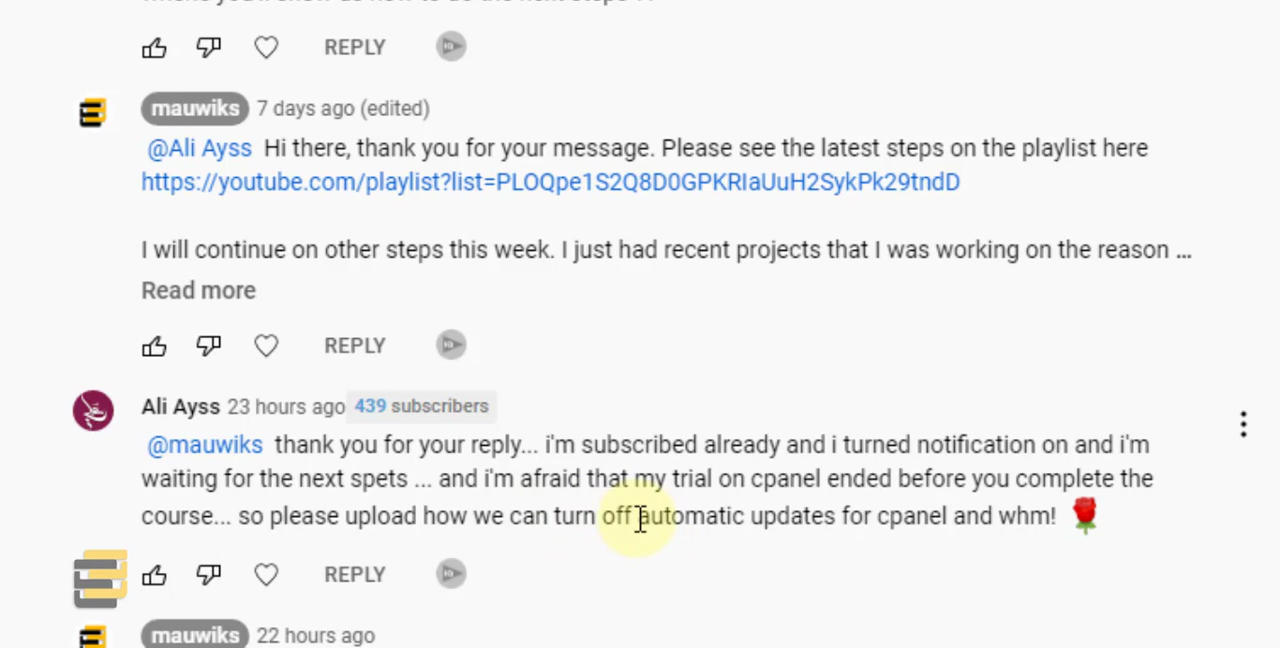 REPLY
mauwiks 7 days ago (edited)
@Ali Ayss Hi there, thank you for your message. Please see the latest steps on the playlist here
https://youtube.com/playlist?list=PLOQpe1S2Q8D0GPKRIaUuH2SykPk29tndD
I will continue on other steps this week. I just had recent projects that I was working on the reason ...
Read more
REPLY
Ali Ayss 23 hours ago 439 subscribers
@mauwiks thank you for your reply... i'm subscribed already and i turned notification on and i'm
waiting for the next spets ... and i'm afraid that my trial on cpanel ended before you complete the
course... so please upload how we can turn off automatic updates for cpanel and whm! 🌹
REPLY
mauwiks 22 hours ago